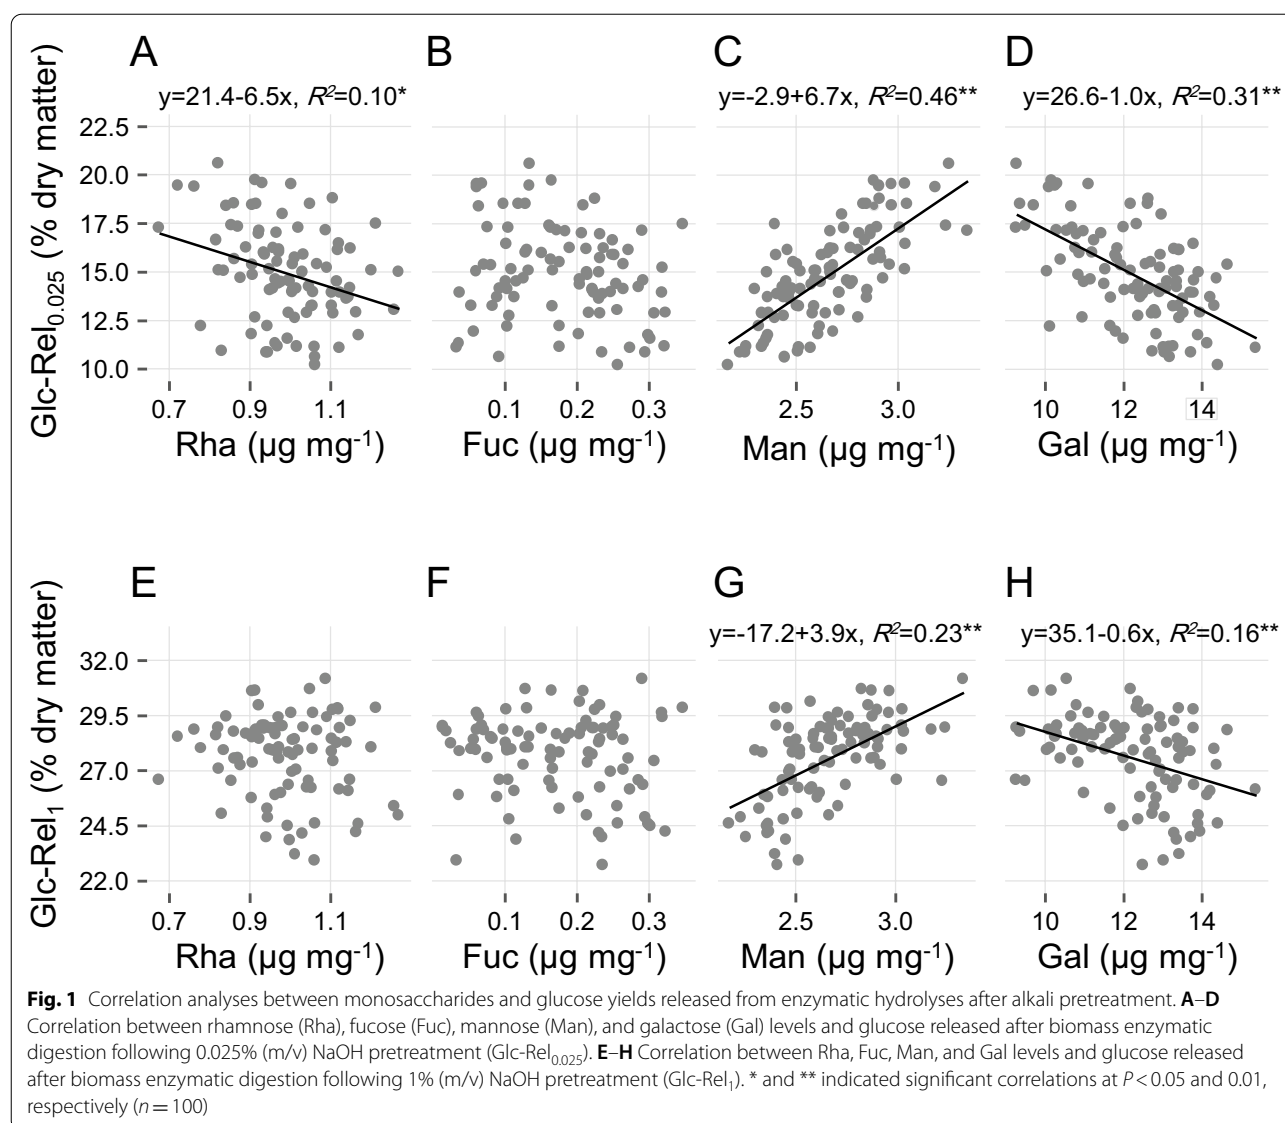 A B C D
y=21.4-6.5x, R²=0.10* y=-2.9+6.7x, R²=0.46** y=26.6-1.0x, R²=0.31**
Glc-Rel₀.₀₂₅ (% dry matter)
22.5
20.0
17.5
15.0
12.5
10.0
0.7 0.9 1.1 0.1 0.2 0.3 2.5 3.0 10 12 14
Rha (µg mg⁻¹) Fuc (µg mg⁻¹) Man (µg mg⁻¹) Gal (µg mg⁻¹)
E F G H
y=-17.2+3.9x, R²=0.23** y=35.1-0.6x, R²=0.16**
Glc-Rel₁ (% dry matter)
32.0
29.5
27.0
24.5
22.0
0.7 0.9 1.1 0.1 0.2 0.3 2.5 3.0 10 12 14
Rha (µg mg⁻¹) Fuc (µg mg⁻¹) Man (µg mg⁻¹) Gal (µg mg⁻¹)
Fig. 1 Correlation analyses between monosaccharides and glucose yields released from enzymatic hydrolyses after alkali pretreatment. A–D
Correlation between rhamnose (Rha), fucose (Fuc), mannose (Man), and galactose (Gal) levels and glucose released after biomass enzymatic
digestion following 0.025% (m/v) NaOH pretreatment (Glc-Rel₀.₀₂₅). E–H Correlation between Rha, Fuc, Man, and Gal levels and glucose released
after biomass enzymatic digestion following 1% (m/v) NaOH pretreatment (Glc-Rel₁). * and ** indicated significant correlations at P < 0.05 and 0.01,
respectively (n = 100)